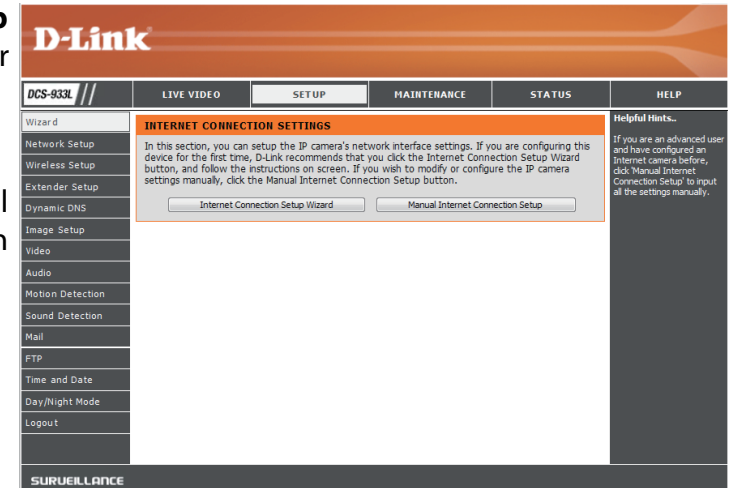 p
r
l
n
D-Link
DCS-933L
LIVE VIDEO
SETUP
MAINTENANCE
STATUS
HELP
Wizard
Network Setup
Wireless Setup
Extender Setup
Dynamic DNS
Image Setup
Video
Audio
Motion Detection
Sound Detection
Mail
FTP
Time and Date
Day/Night Mode
Logout
INTERNET CONNECTION SETTINGS
In this section, you can setup the IP camera's network interface settings. If you are configuring this
device for the first time, D-Link recommends that you click the Internet Connection Setup Wizard
button, and follow the instructions on screen. If you wish to modify or configure the IP camera
settings manually, click the Manual Internet Connection Setup button.
Internet Connection Setup Wizard
Manual Internet Connection Setup
Helpful Hints..
If you are an advanced user
and have configured an
Internet camera before,
click 'Manual Internet
Connection Setup' to input
all the settings manually.
SURVEILLANCE